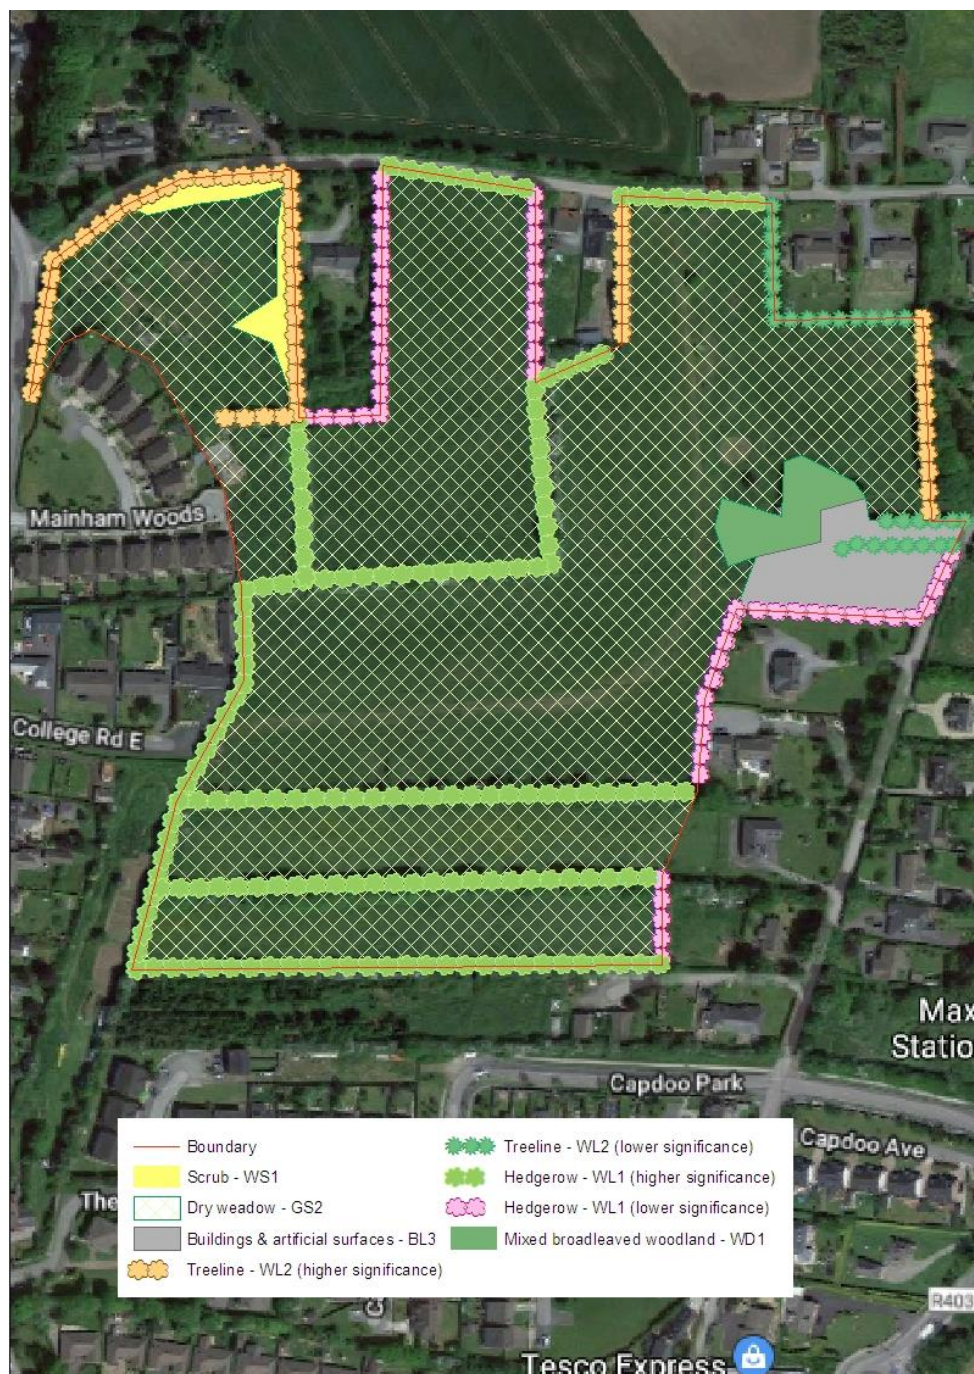 Mainham Woods
College Rd E
Max
Statio
Capdoo Park
Capdoo Ave
The
Boundary
Scrub - WS1
Dry weadow - GS2
Buildings & artificial surfaces - BL3
Treeline - WL2 (higher significance)
Treeline - WL2 (lower significance)
Hedgerow - WL1 (higher significance)
Hedgerow - WL1 (lower significance)
Mixed broadleaved woodland - WD1
R403
Tesco Express